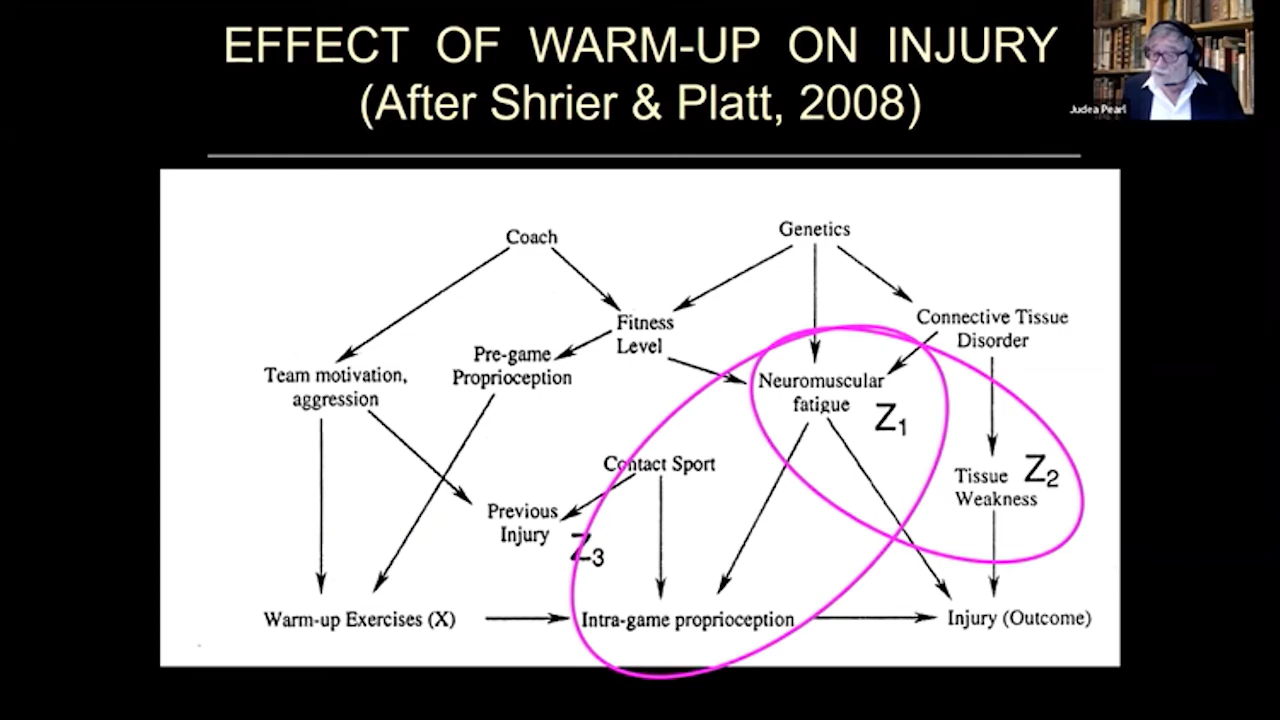 EFFECT OF WARM-UP ON INJURY
(After Shrier & Platt, 2008)
Judea Pearl
Coach
Genetics
Fitness
Level
Connective Tissue
Disorder
Pre-game
Proprioception
Team motivation,
aggression
Neuromuscular
fatigue
Z1
Contact Sport
Tissue
Weakness
Z2
Previous
Injury
Z3
Warm-up Exercises (X)
Intra-game proprioception
Injury (Outcome)